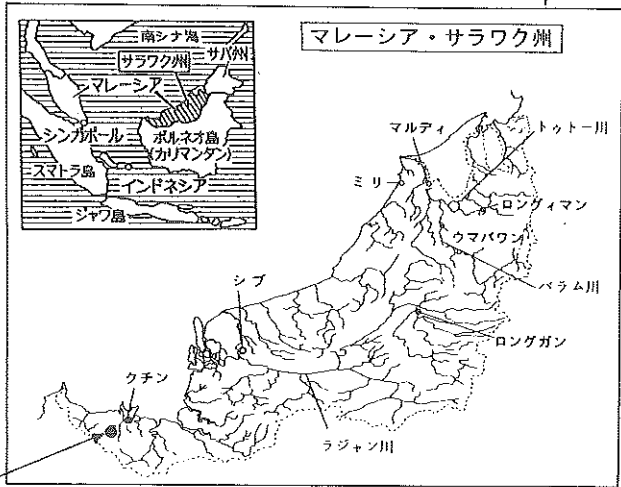 マレーシア・サラワク州
南シナ海
サバ州
サラワク州
マレーシア
シンガポール
ボルネオ島
(カリマンタン)
スマトラ島
インドネシア
ジャワ島
マルディ
トゥトー川
ミリ
ロングィマン
ウマバワン
バラム川
シブ
ロングガン
クチン
ラジャン川